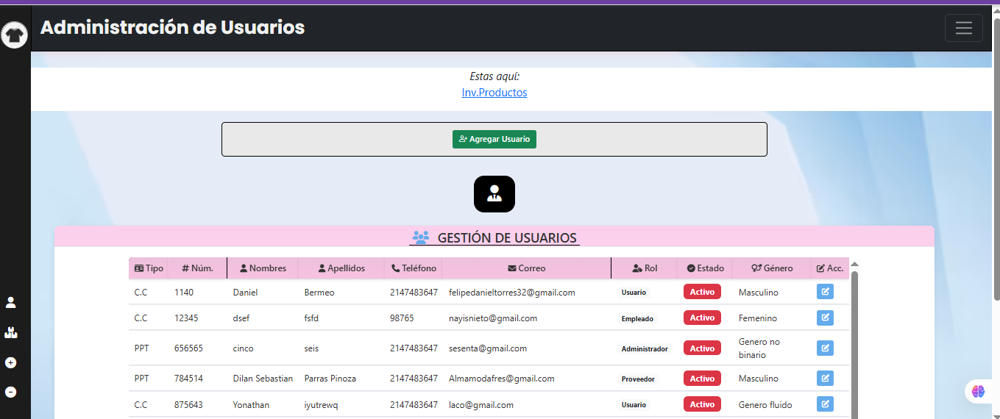 Administración de Usuarios
Estas aquí:
Inv.Productos
Agregar Usuario
GESTIÓN DE USUARIOS
Tipo # Núm. Nombres Apellidos Teléfono Correo Rol Estado Género Acc.
C.C 1140 Daniel Bermeo 2147483647 felipedanieltorres32@gmail.com Usuario Activo Masculino
C.C 12345 dsef fsfd 98765 nayisnieto@gmail.com Empleado Activo Femenino
PPT 656565 cinco seis 2147483647 sesenta@gmail.com Administrador Activo Genero no
binario
PPT 784514 Dilan Sebastian Parras Pinoza 2147483647 Almamodafres@gmail.com Proveedor Activo Masculino
C.C 875643 Yonathan iyutrewq 2147483647 laco@gmail.com Usuario Activo Genero fluido